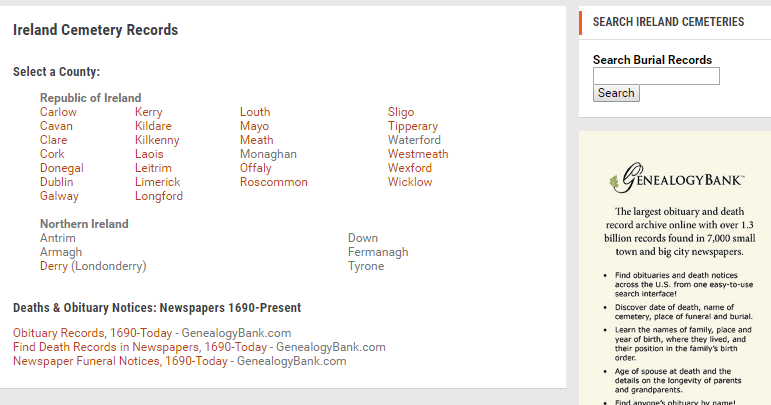 Ireland Cemetery Records
Select a County:
Republic of Ireland
Carlow Kerry Louth Sligo
Cavan Kildare Mayo Tipperary
Clare Kilkenny Meath Waterford
Cork Laois Monaghan Westmeath
Donegal Leitrim Offaly Wexford
Dublin Limerick Roscommon Wicklow
Galway Longford
Northern Ireland
Antrim Down
Armagh Fermanagh
Derry (Londonderry) Tyrone
Deaths & Obituary Notices: Newspapers 1690-Present
Obituary Records, 1690-Today - GenealogyBank.com
Find Death Records in Newspapers, 1690-Today - GenealogyBank.com
Newspaper Funeral Notices, 1690-Today - GenealogyBank.com
SEARCH IRELAND CEMETERIES
Search Burial Records
Search
GENEALOGYBANK™
The largest obituary and death
record archive online with over 1.3
billion records found in 7,000 small
town and big city newspapers.
• Find obituaries and death notices
across the U.S. from one easy-to-use
search interface!
• Discover date of death, name of
cemetery, place of funeral and burial.
• Learn the names of family, place and
year of birth, where they lived, and
their position in the family's birth
order.
• Age of spouse at death and the
details on the longevity of parents
and grandparents.
• Find anyone's obituary by name!